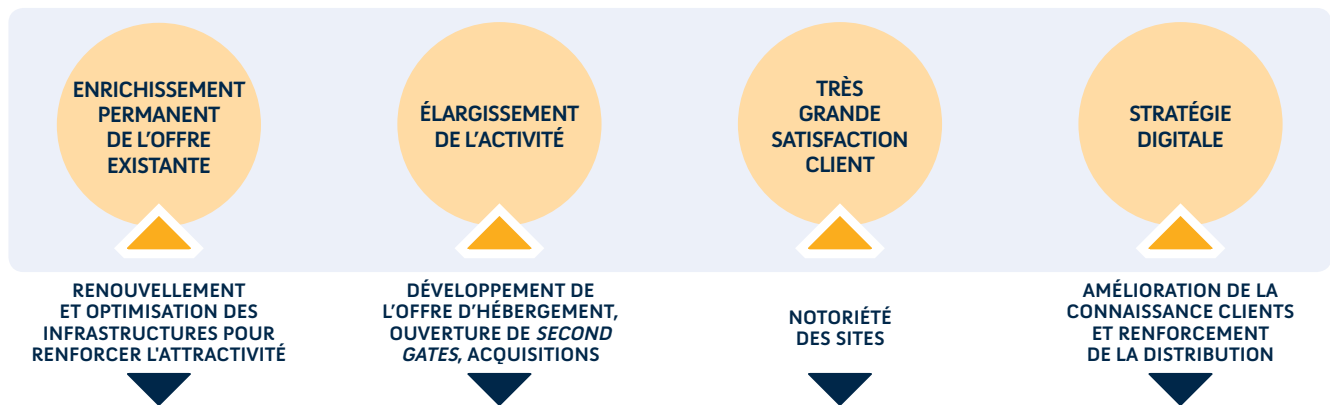 ENRICHISSEMENT
PERMANENT
DE L’OFFRE
EXISTANTE
ÉLARGISSEMENT
DE L’ACTIVITÉ
TRÈS
GRANDE
SATISFACTION
CLIENT
STRATÉGIE
DIGITALE
RENOUVELLEMENT
ET OPTIMISATION DES
INFRASTRUCTURES POUR
RENFORCER L'ATTRACTIVITÉ
DÉVELOPPEMENT DE
L’OFFRE D’HÉBERGEMENT,
OUVERTURE DE SECOND
GATES, ACQUISITIONS
NOTORIÉTÉ
DES SITES
AMÉLIORATION DE LA
CONNAISSANCE CLIENTS
ET RENFORCEMENT
DE LA DISTRIBUTION